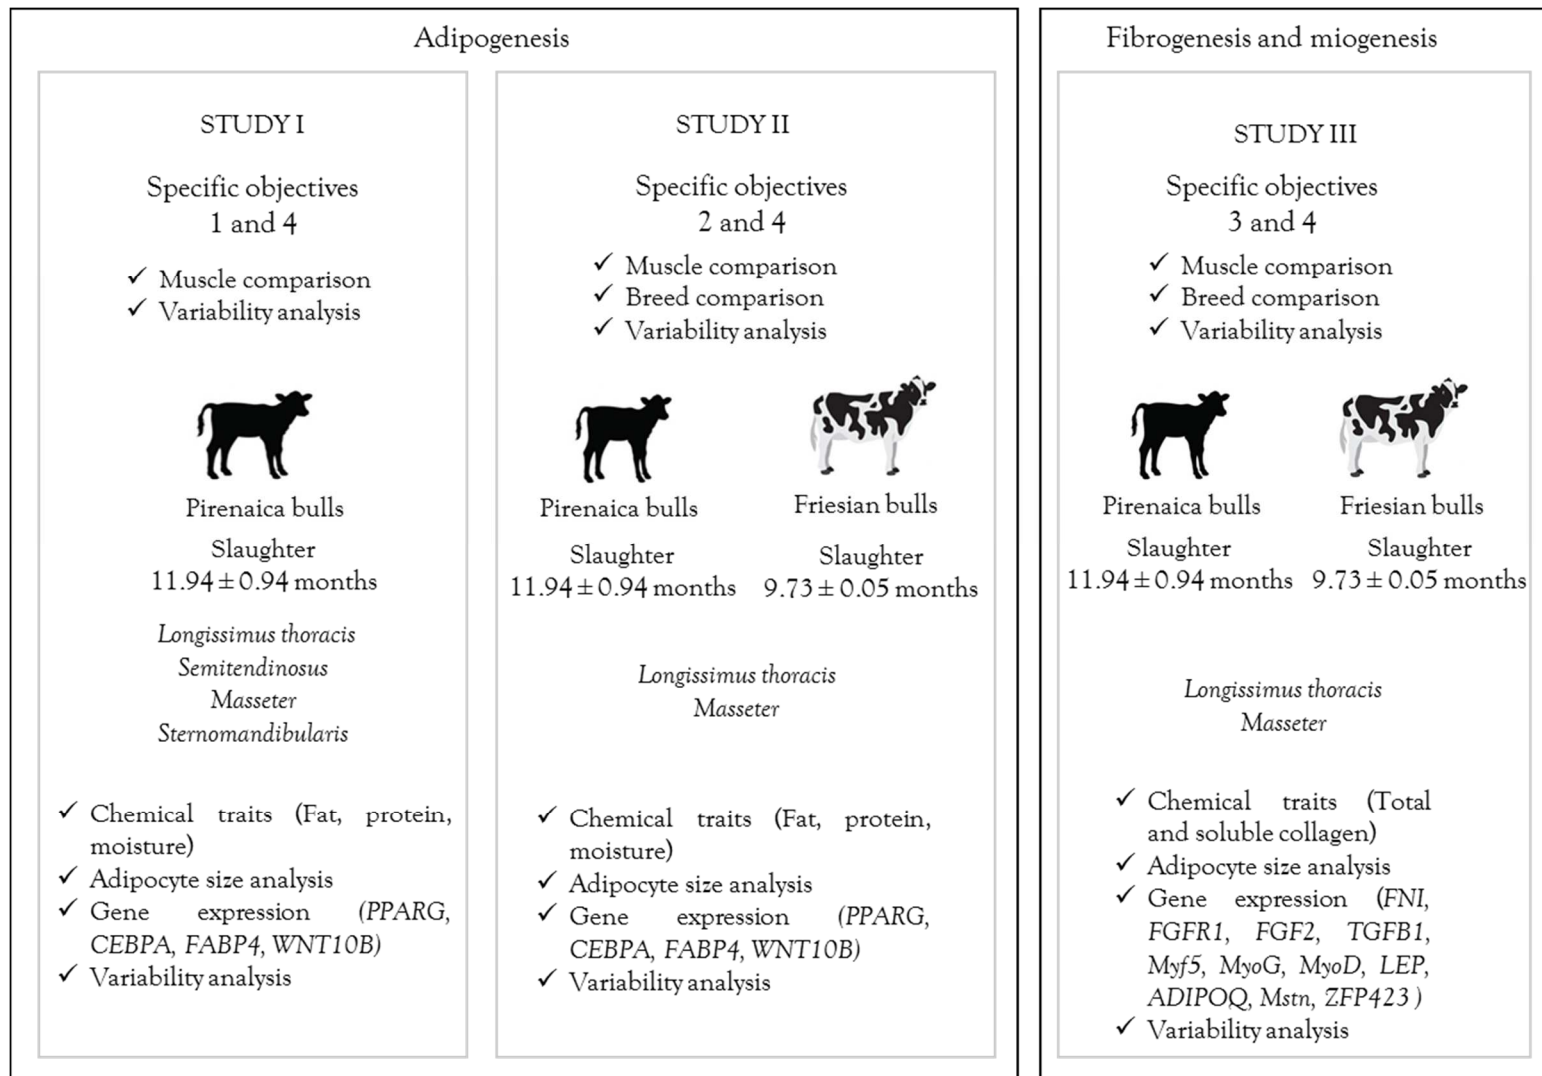 Adipogenesis
STUDY I
Specific objectives
1 and 4
✓ Muscle comparison
✓ Variability analysis
Pirenaica bulls
Slaughter
11.94 ± 0.94 months
Longissimus thoracis
Semitendinosus
Masseter
Sternomandibularis
✓ Chemical traits (Fat, protein,
moisture)
✓ Adipocyte size analysis
✓ Gene expression (PPARG,
CEBPA, FABP4, WNT10B)
✓ Variability analysis
STUDY II
Specific objectives
2 and 4
✓ Muscle comparison
✓ Breed comparison
✓ Variability analysis
Pirenaica bulls
Slaughter
11.94 ± 0.94 months
Friesian bulls
Slaughter
9.73 ± 0.05 months
Longissimus thoracis
Masseter
✓ Chemical traits (Fat, protein,
moisture)
✓ Adipocyte size analysis
✓ Gene expression (PPARG,
CEBPA, FABP4, WNT10B)
✓ Variability analysis
Fibrogenesis and miogenesis
STUDY III
Specific objectives
3 and 4
✓ Muscle comparison
✓ Breed comparison
✓ Variability analysis
Pirenaica bulls
Slaughter
11.94 ± 0.94 months
Friesian bulls
Slaughter
9.73 ± 0.05 months
Longissimus thoracis
Masseter
✓ Chemical traits (Total
and soluble collagen)
✓ Adipocyte size analysis
✓ Gene expression (FNI,
FGFR1, FGF2, TGFB1,
Myf5, MyoG, MyoD, LEP,
ADIPOQ, Mstn, ZFP423 )
✓ Variability analysis